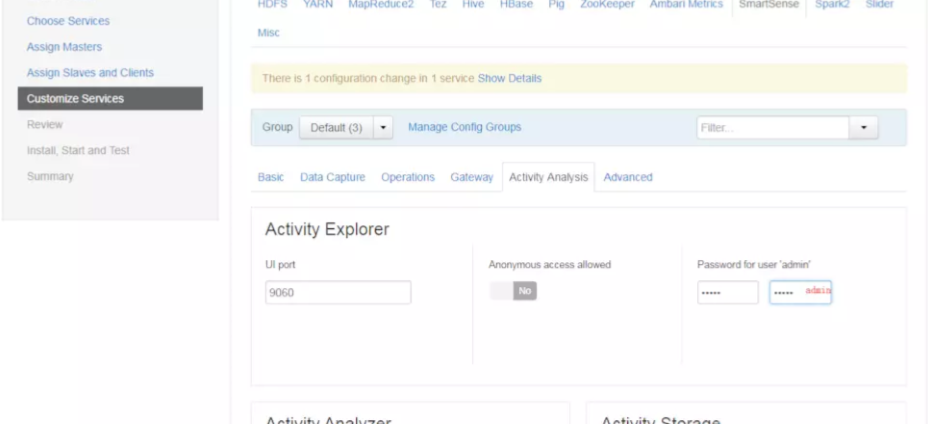 HDFS YARN MapReduce2 Tez Hive HBase Pig ZooKeeper Ambari Metrics SmartSense Spark2 Slider
Misc
Choose Services
Assign Masters
Assign Slaves and Clients
Customize Services
Review
Install, Start and Test
Summary
There is 1 configuration change in 1 service Show Details
Group Default (3) Manage Config Groups Filter...
Basic Data Capture Operations Gateway Activity Analysis Advanced
Activity Explorer
UI port Anonymous access allowed Password for user 'admin'
9060 No ••••• ••••• admin
Activity Analyzer Activity Storage